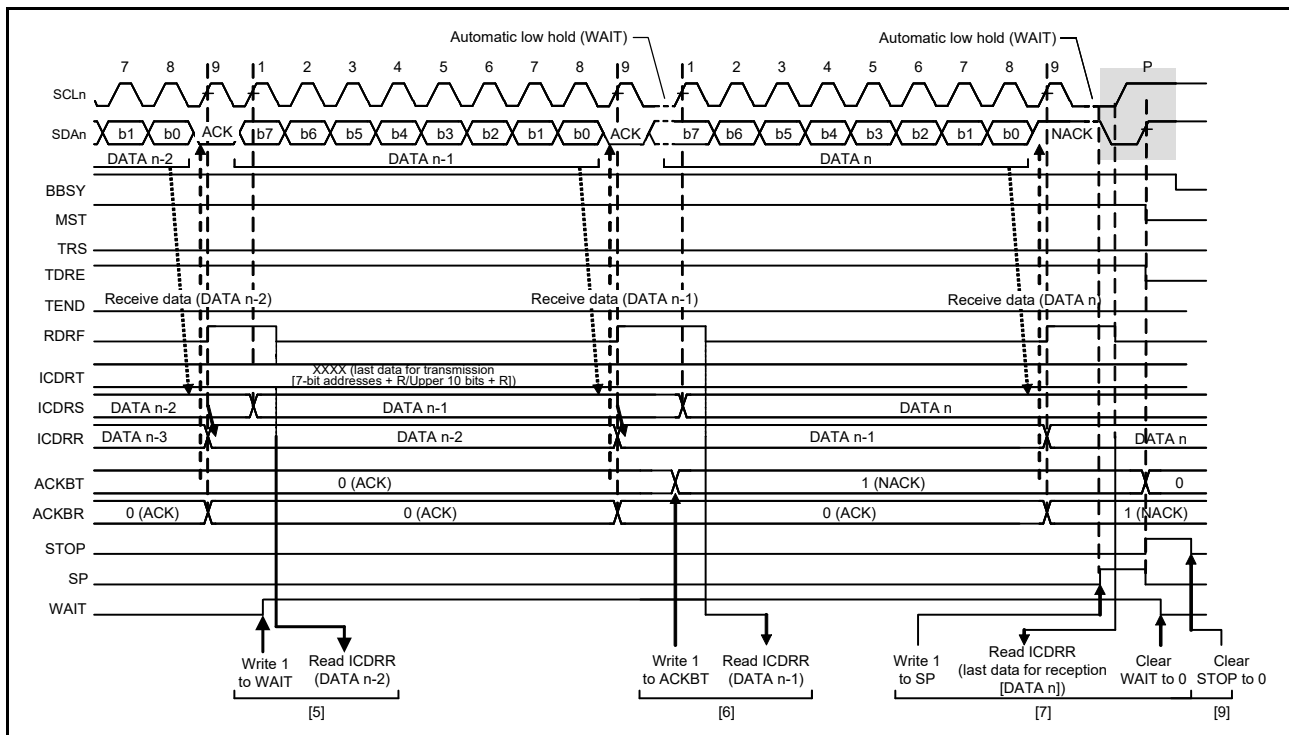 Automatic low hold (WAIT)
Automatic low hold (WAIT)
7 8 9 1 2 3 4 5 6 7 8 9 1 2 3 4 5 6 7 8 9 P
SCLn
SDAn b1 b0 ACK b7 b6 b5 b4 b3 b2 b1 b0 ACK b7 b6 b5 b4 b3 b2 b1 b0 NACK
DATA n-2 DATA n-1 DATA n
BBSY
MST
TRS
TDRE
Receive data (DATA n-2) Receive data (DATA n-1) Receive data (DATA n)
TEND
RDRF
XXXX (last data for transmission
ICDRT
[7-bit addresses + R/Upper 10 bits + R])
ICDRS DATA n-2 DATA n-1 DATA n
ICDRR DATA n-3 DATA n-2 DATA n-1 DATA n
ACKBT 0 (ACK) 1 (NACK) 0
ACKBR 0 (ACK) 0 (ACK) 0 (ACK) 1 (NACK)
STOP
SP
WAIT
Write 1
to WAIT
Read ICDRR
(DATA n-2)
[5]
Write 1
to ACKBT
Read ICDRR
(DATA n-1)
[6]
Write 1
to SP
Read ICDRR
(last data for reception
[DATA n])
Clear
WAIT to 0
[7]
Clear
STOP to 0
[9]